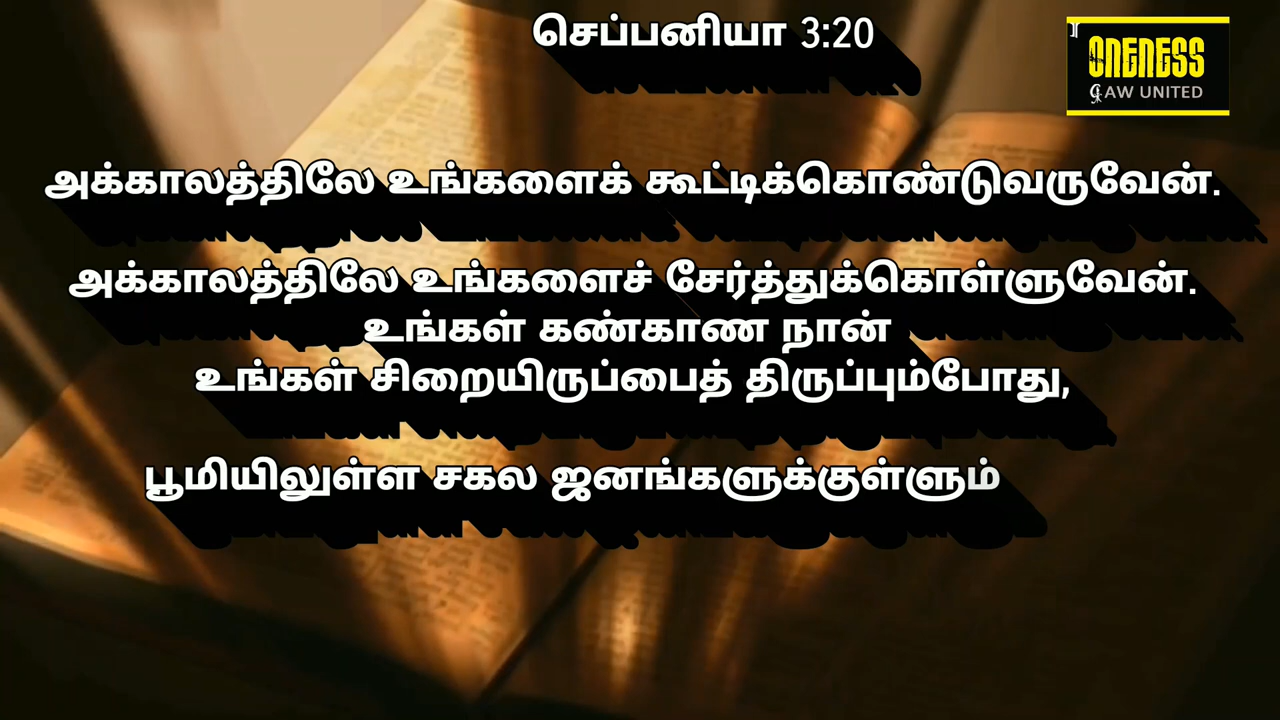 செப்பனியா 3:20
ONENESS
GAW UNITED
அக்காலத்திலே உங்களைக் கூட்டிக்கொண்டுவருவேன்.
அக்காலத்திலே உங்களைச் சேர்த்துக்கொள்ளுவேன்.
உங்கள் கண்காண நான்
உங்கள் சிறையிருப்பைத் திருப்பும்போது,
பூமியிலுள்ள சகல ஜனங்களுக்குள்ளும்